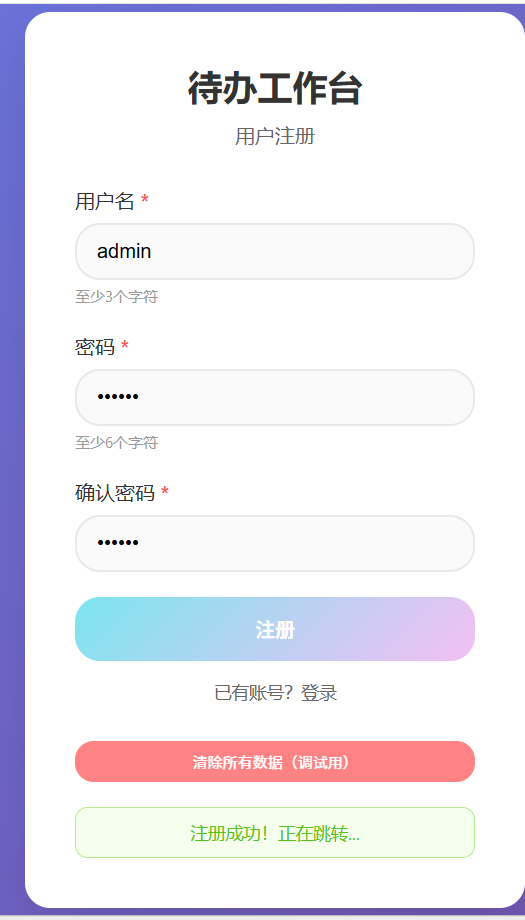 待办工作台
用户注册
用户名 *
admin
至少3个字符
密码 *
••••••
至少6个字符
确认密码 *
••••••
注册
已有账号？登录
清除所有数据（调试用）
注册成功！正在跳转...